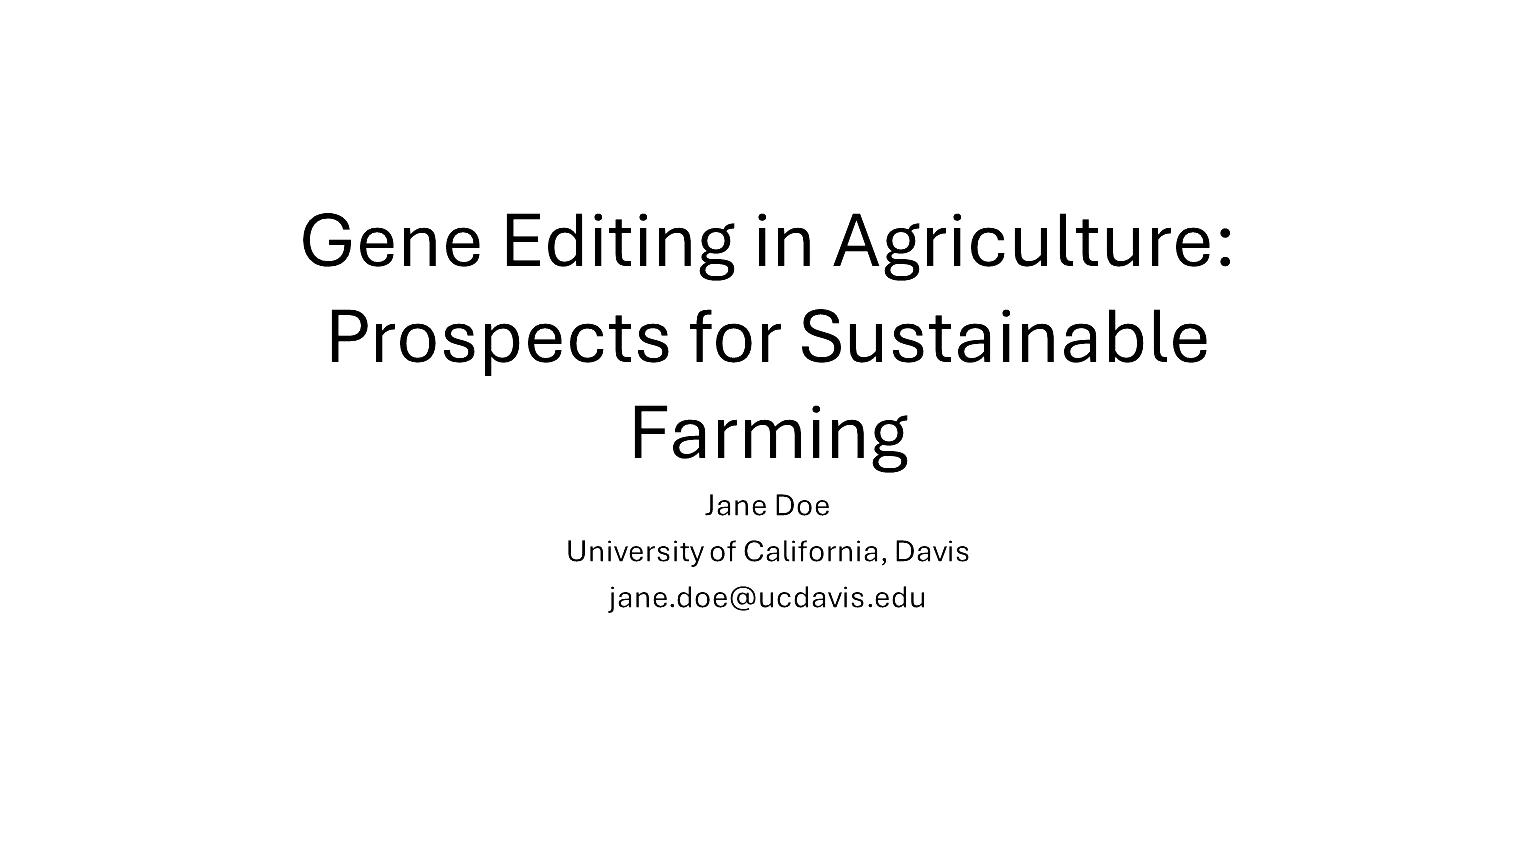 Gene Editing in Agriculture:
Prospects for Sustainable
Farming
Jane Doe
University of California, Davis
jane.doe@ucdavis.edu